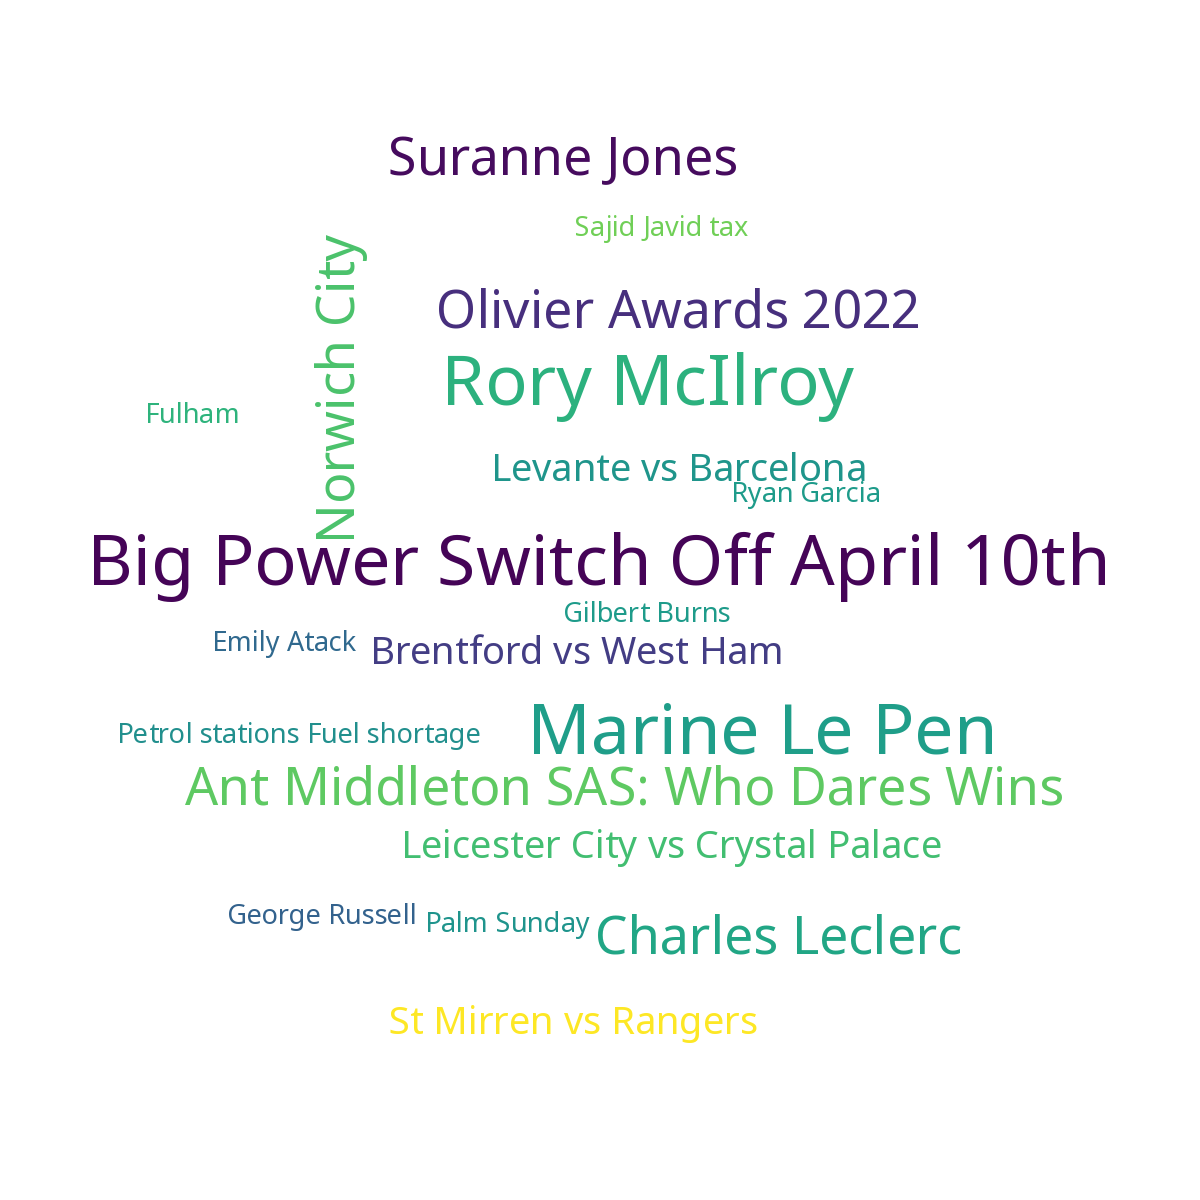 Suranne Jones
Sajid Javid tax
Norwich City
Olivier Awards 2022
Rory McIlroy
Fulham
Levante vs Barcelona
Ryan Garcia
Big Power Switch Off April 10th
Gilbert Burns
Emily Atack
Brentford vs West Ham
Petrol stations Fuel shortage
Marine Le Pen
Ant Middleton SAS: Who Dares Wins
Leicester City vs Crystal Palace
George Russell
Palm Sunday
Charles Leclerc
St Mirren vs Rangers